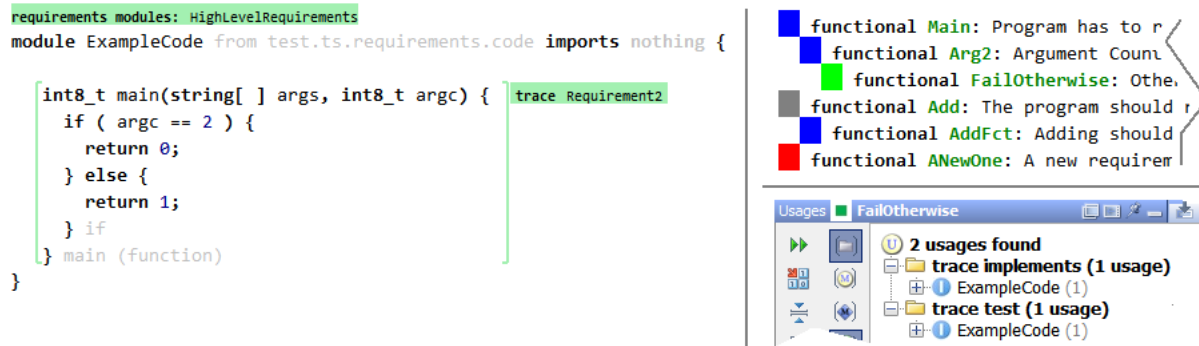 requirements modules: HighLevelRequirements
module ExampleCode from test.ts.requirements.code imports nothing {
int8_t main(string[ ] args, int8_t argc) { trace Requirement2
if ( argc == 2 ) {
return 0;
} else {
return 1;
} if
} main (function)
}
functional Main: Program has to
functional Arg2: Argument
functional FailOtherwise:
functional Add: The program should
functional AddFct: Adding should
functional ANewOne: A new
Usages FailOtherwise
2 usages found
trace implements (1 usage)
ExampleCode (1)
trace test (1 usage)
ExampleCode (1)